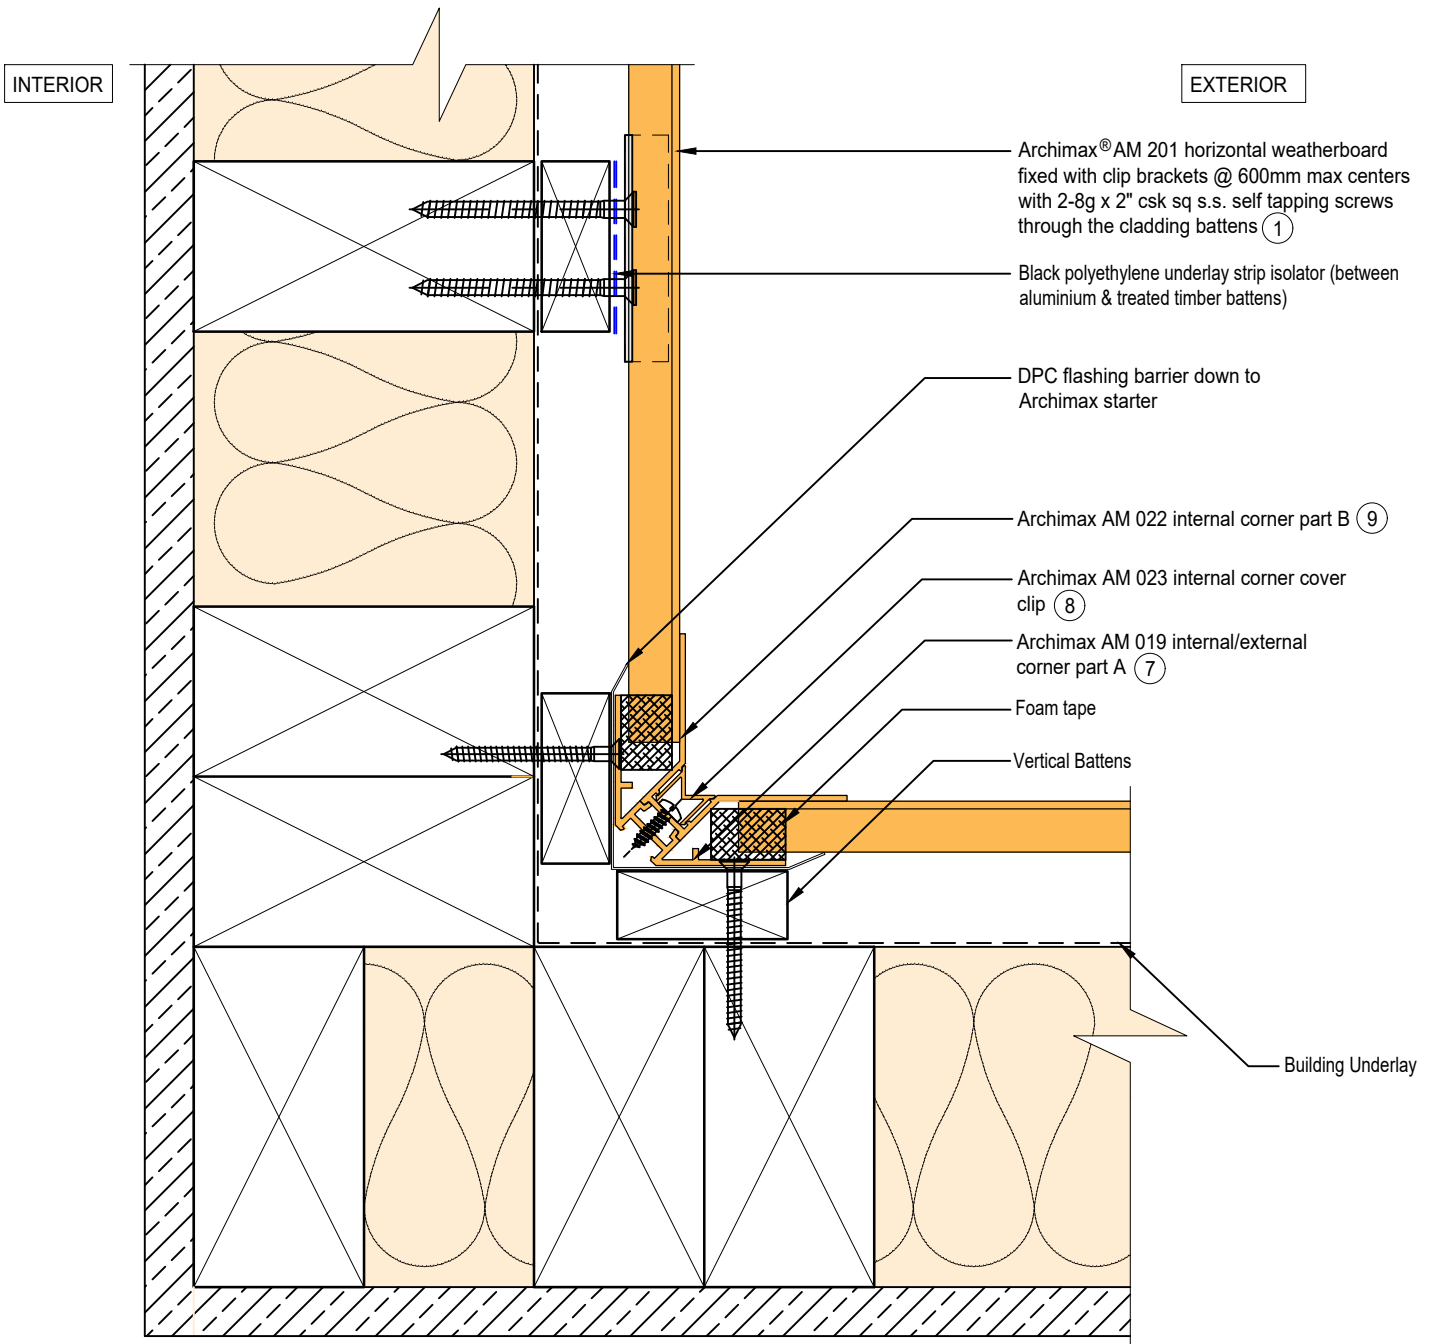 INTERIOR
EXTERIOR
Archimax® AM 201 horizontal weatherboard
fixed with clip brackets @ 600mm max centers
with 2-8g x 2" csk sq s.s. self tapping screws
through the cladding battens 1
Black polyethylene underlay strip isolator (between
aluminium & treated timber battens)
DPC flashing barrier down to
Archimax starter
Archimax AM 022 internal corner part B 9
Archimax AM 023 internal corner cover
clip 8
Archimax AM 019 internal/external
corner part A 7
Foam tape
Vertical Battens
Building Underlay